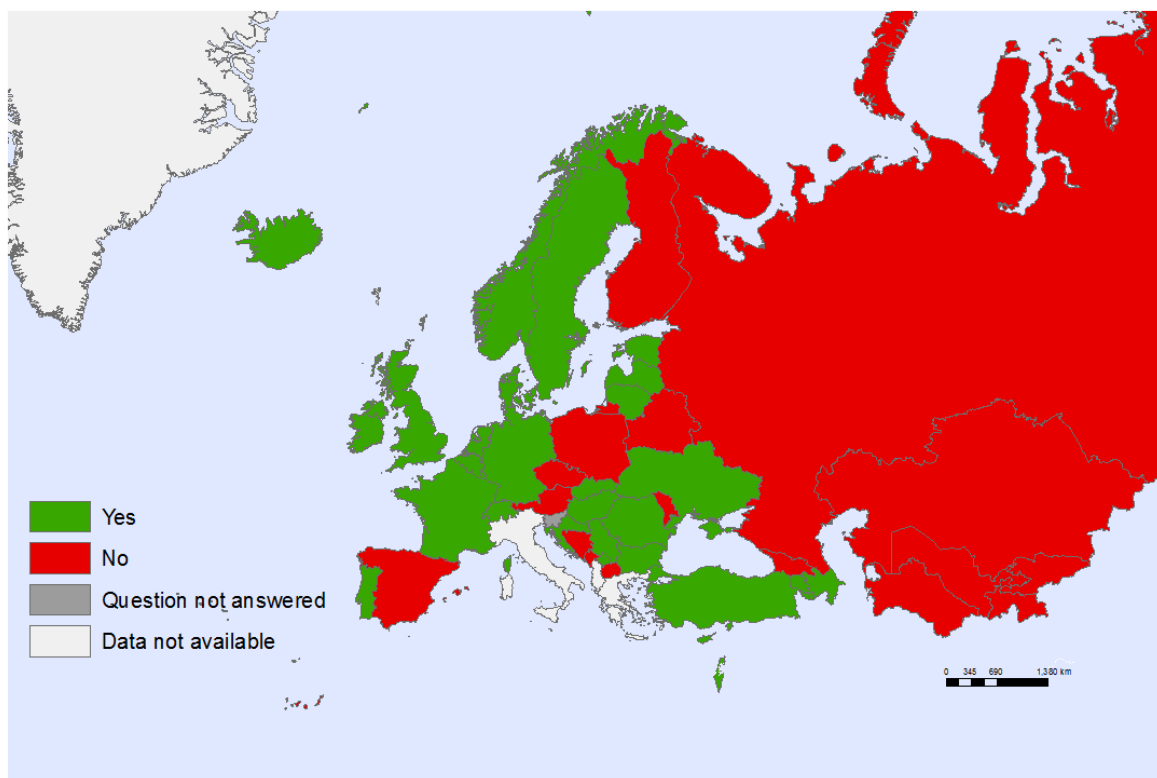 Yes
No
Question not answered
Data not available
0 345 690 1,380 km